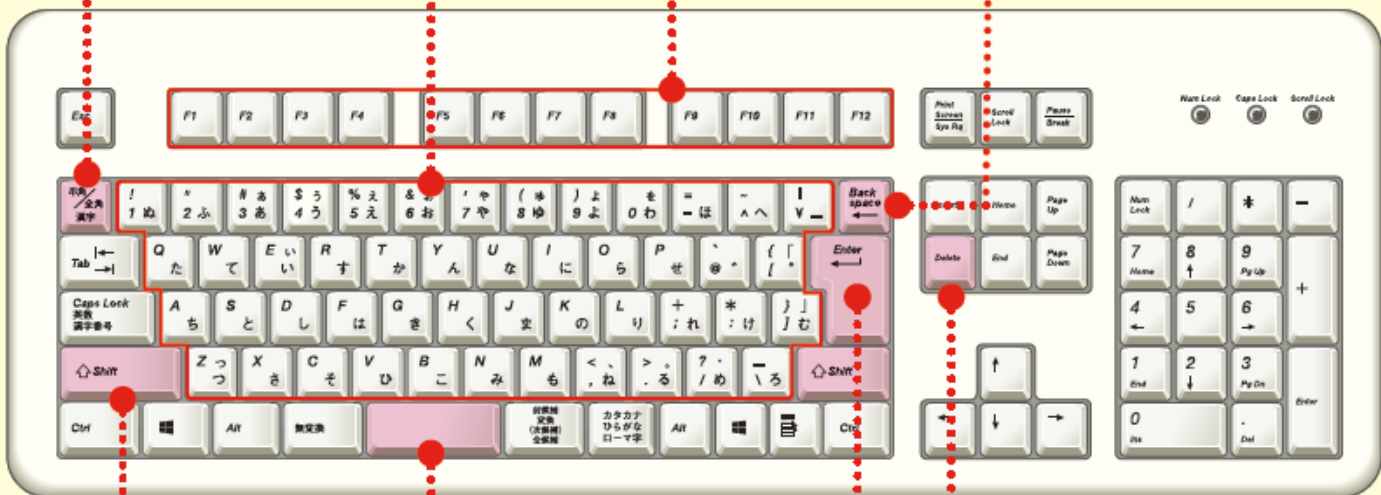 Esc F1 F2 F3 F4 F5 F6 F7 F8 F9 F10 F11 F12
Print Screen Sys Rq
Scroll Lock
Pause Break
Num Lock Caps Lock Scroll Lock
半角/全角 漢字
! 1 ぬ
" 2 ふ
# ぁ 3 あ
$ ぅ 4 う
% ぇ 5 え
& ぉ 6 お
' ゃ 7 や
( ゅ 8 ゆ
) ょ 9 よ
を 0 わ
= - ほ
~ ^ へ
| ¥ ー
Back space ←
Home
Page Up
Num Lock / * -
Tab
Q た
W て
E ぃ い
R す
T か
Y ん
U な
I に
O ら
P せ
` @ ゛
{ 「 [ ゜
Enter
Delete
End
Page Down
7 Home
8 ↑
9 Pg Up
+
Caps Lock 英数 漢字番号
A ち
S と
D し
F は
G き
H く
J ま
K の
L り
+ ; れ
* : け
} 」 ] む
4 ←
5
6 →
⇧ Shift
Z っ つ
X さ
C そ
V ひ
B こ
N み
M も
< 、 , ね
> 。 . る
? ・ / め
_ \ ろ
⇧ Shift
↑
1 End
2 ↓
3 Pg Dn
Enter
Ctrl
Alt
無変換
前候補 変換 (次候補) 全候補
カタカナ ひらがな ローマ字
Alt
Ctrl
← ↓ →
0 Ins
. Del